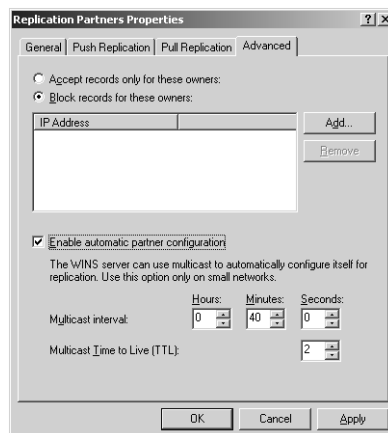 Replication Partners Properties ? x
General Push Replication Pull Replication Advanced
Accept records only for these owners:
Block records for these owners:
IP Address
Add...
Remove
Enable automatic partner configuration
The WINS server can use multicast to automatically configure itself for
replication. Use this option only on small networks.
Hours: Minutes: Seconds:
Multicast interval: 0 40 0
Multicast Time to Live (TTL): 2
OK Cancel Apply